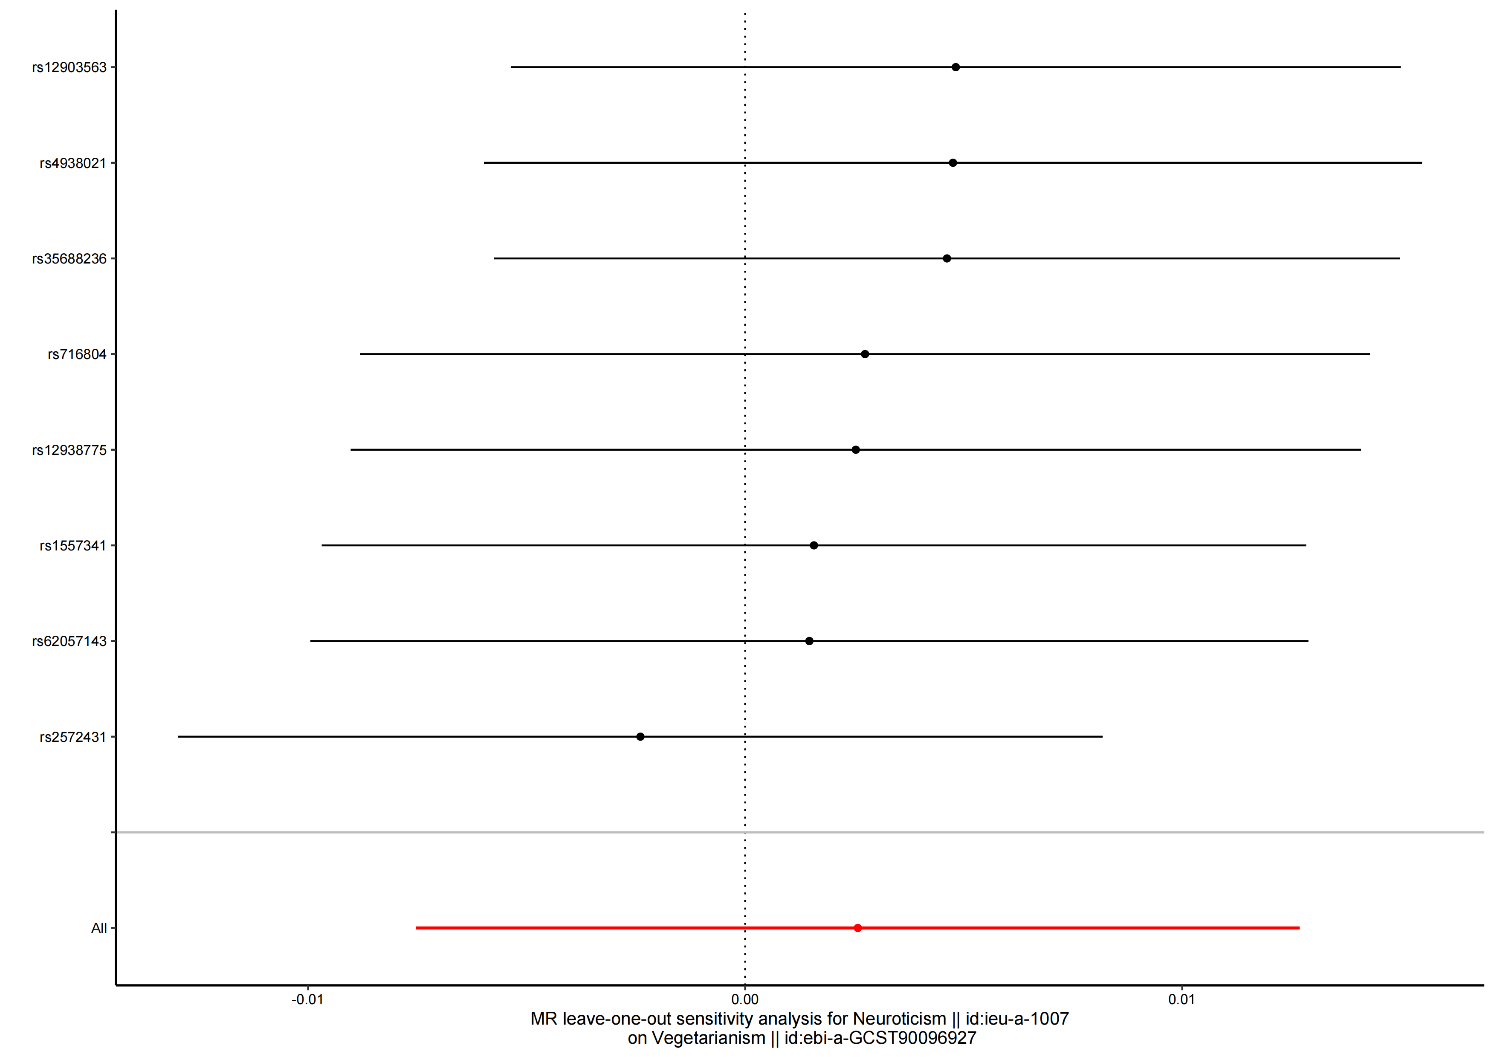 rs12903563
rs4938021
rs35688236
rs716804
rs12938775
rs1557341
rs62057143
rs2572431
All
-0.01
0.00
0.01
MR leave-one-out sensitivity analysis for Neuroticism || id:ieu-a-1007
on Vegetarianism || id:ebi-a-GCST90096927